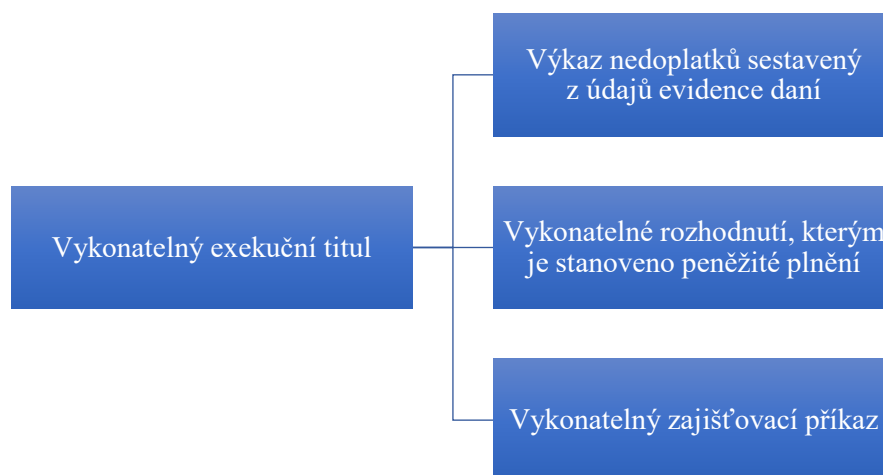 Výkaz nedoplatků sestavený
z údajů evidence daní
Vykonatelný exekuční titul
Vykonatelné rozhodnutí, kterým
je stanoveno peněžité plnění
Vykonatelný zajišťovací příkaz